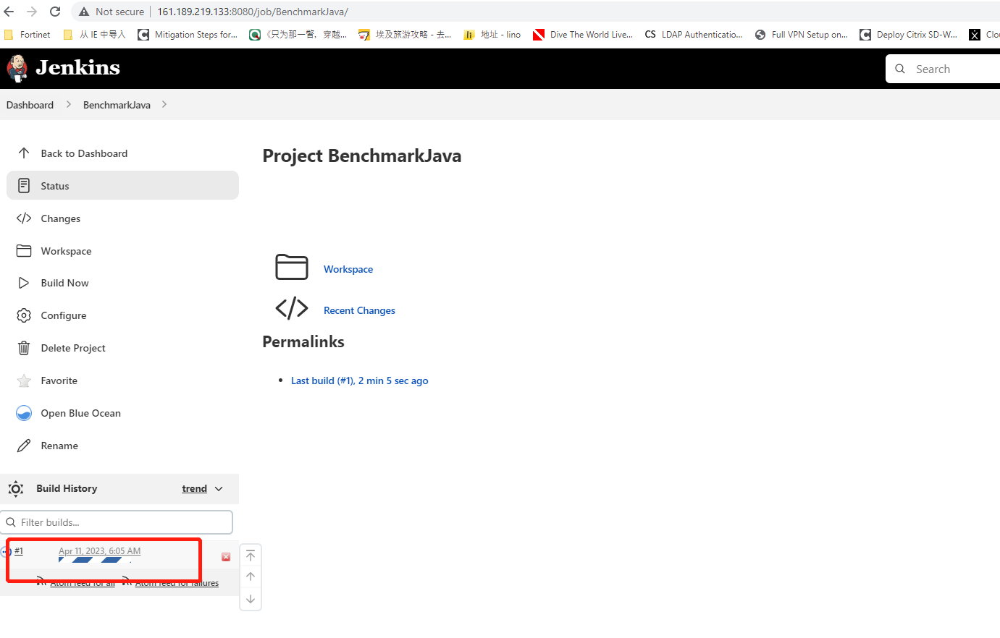 Not secure | 161.189.219.133:8080/job/BenchmarkJava/
Fortinet 从 IE 中导入 Mitigation Steps for... 《只为那一瞥，穿越... 埃及旅游攻略 - 去... 地址 - lino Dive The World Live... CS LDAP Authenticatio... Full VPN Setup on... Deploy Citrix SD-W... Clou
Jenkins
Search
Dashboard BenchmarkJava
Back to Dashboard
Status
Changes
Workspace
Build Now
Configure
Delete Project
Favorite
Open Blue Ocean
Rename
Build History trend
Filter builds...
#1 Apr 11, 2023, 6:05 AM
Atom feed for all Atom feed for failures
Project BenchmarkJava
Workspace
Recent Changes
Permalinks
Last build (#1), 2 min 5 sec ago